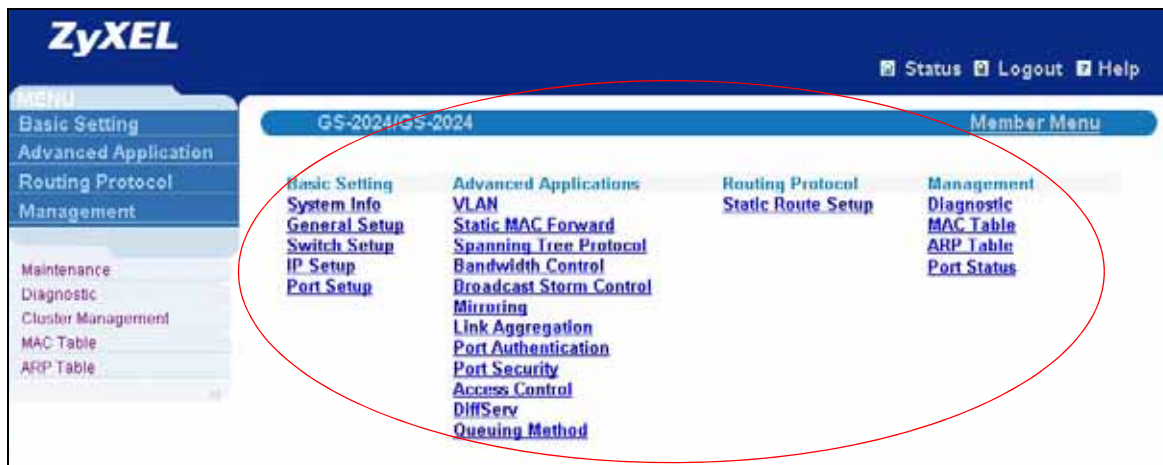 ZyXEL
Status Logout Help
MENU
Basic Setting
Advanced Application
Routing Protocol
Management
Maintenance
Diagnostic
Cluster Management
MAC Table
ARP Table
GS-2024/GS-2024 Member Menu
Basic Setting
System Info
General Setup
Switch Setup
IP Setup
Port Setup
Advanced Applications
VLAN
Static MAC Forward
Spanning Tree Protocol
Bandwidth Control
Broadcast Storm Control
Mirroring
Link Aggregation
Port Authentication
Port Security
Access Control
DiffServ
Queuing Method
Routing Protocol
Static Route Setup
Management
Diagnostic
MAC Table
ARP Table
Port Status